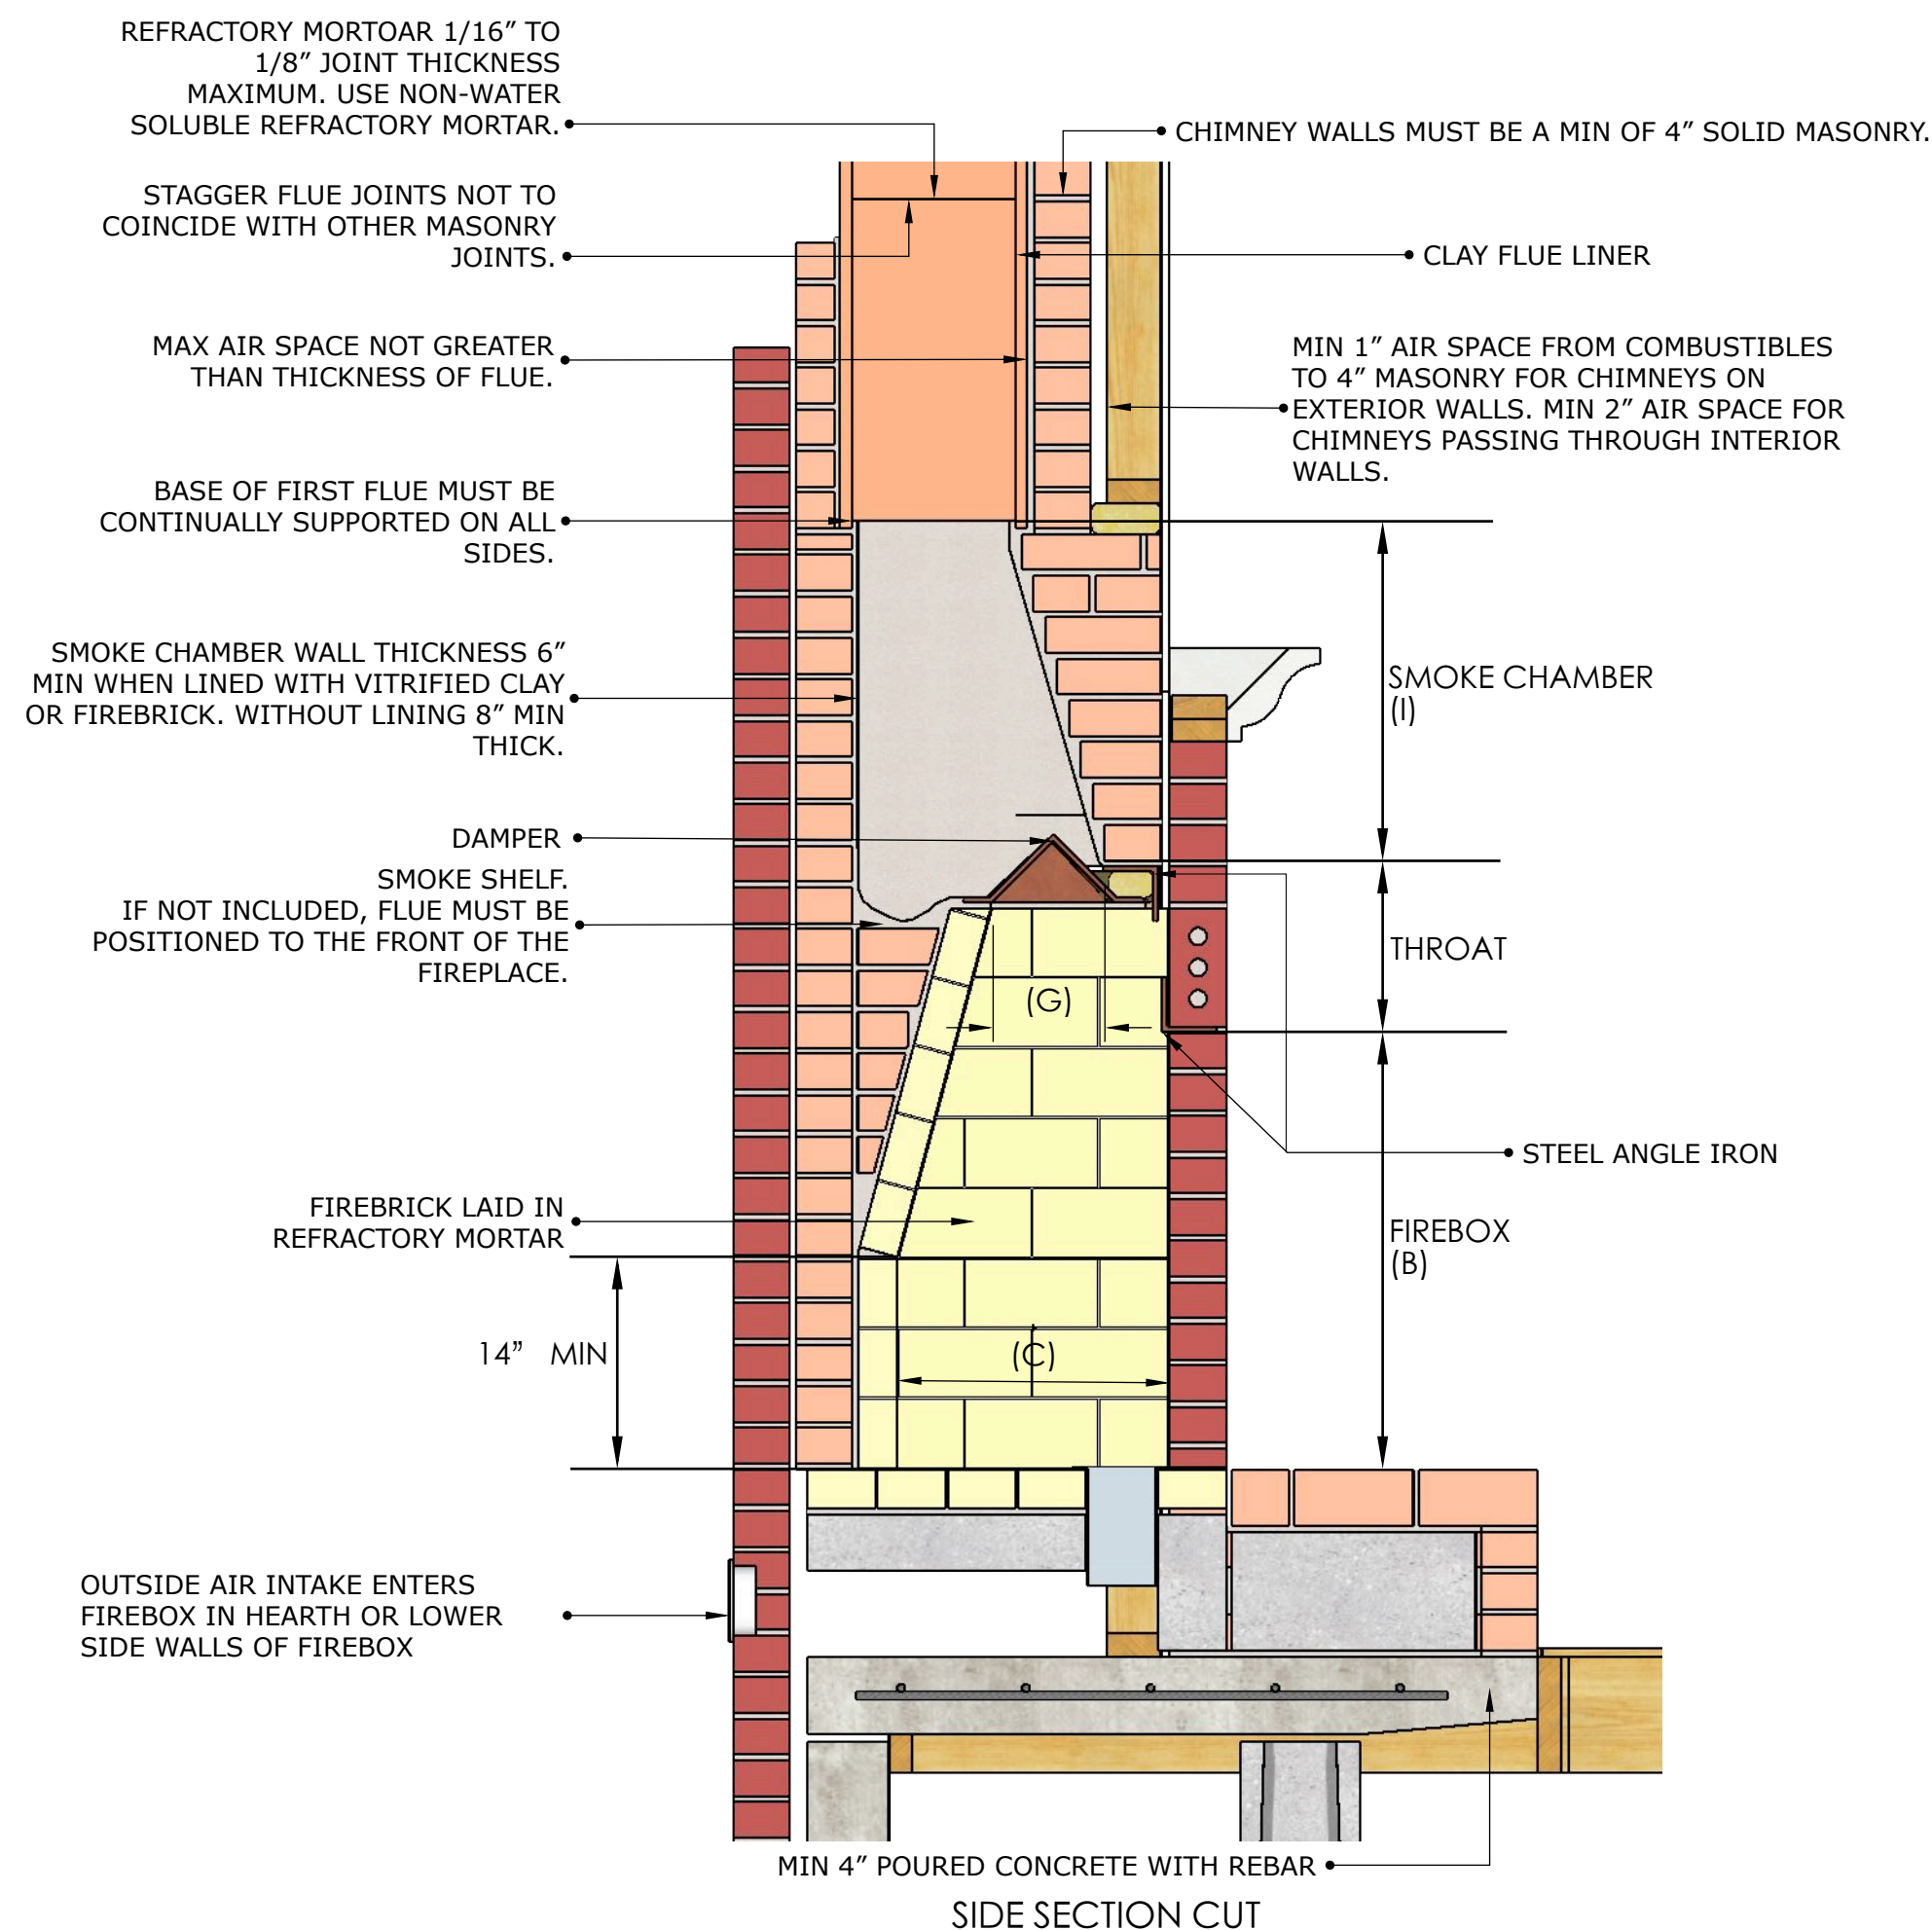 REFRACTORY MORTOAR 1/16” TO
1/8” JOINT THICKNESS
MAXIMUM. USE NON-WATER
SOLUBLE REFRACTORY MORTAR.
CHIMNEY WALLS MUST BE A MIN OF 4” SOLID MASONRY.
STAGGER FLUE JOINTS NOT TO
COINCIDE WITH OTHER MASONRY
JOINTS.
CLAY FLUE LINER
MAX AIR SPACE NOT GREATER
THAN THICKNESS OF FLUE.
MIN 1” AIR SPACE FROM COMBUSTIBLES
TO 4” MASONRY FOR CHIMNEYS ON
EXTERIOR WALLS. MIN 2” AIR SPACE FOR
CHIMNEYS PASSING THROUGH INTERIOR
WALLS.
BASE OF FIRST FLUE MUST BE
CONTINUALLY SUPPORTED ON ALL
SIDES.
SMOKE CHAMBER WALL THICKNESS 6”
MIN WHEN LINED WITH VITRIFIED CLAY
OR FIREBRICK. WITHOUT LINING 8” MIN
THICK.
SMOKE CHAMBER
(I)
DAMPER
SMOKE SHELF.
IF NOT INCLUDED, FLUE MUST BE
POSITIONED TO THE FRONT OF THE
FIREPLACE.
THROAT
(G)
STEEL ANGLE IRON
FIREBRICK LAID IN
REFRACTORY MORTAR
FIREBOX
(B)
14” MIN
(C)
OUTSIDE AIR INTAKE ENTERS
FIREBOX IN HEARTH OR LOWER
SIDE WALLS OF FIREBOX
MIN 4” POURED CONCRETE WITH REBAR
SIDE SECTION CUT